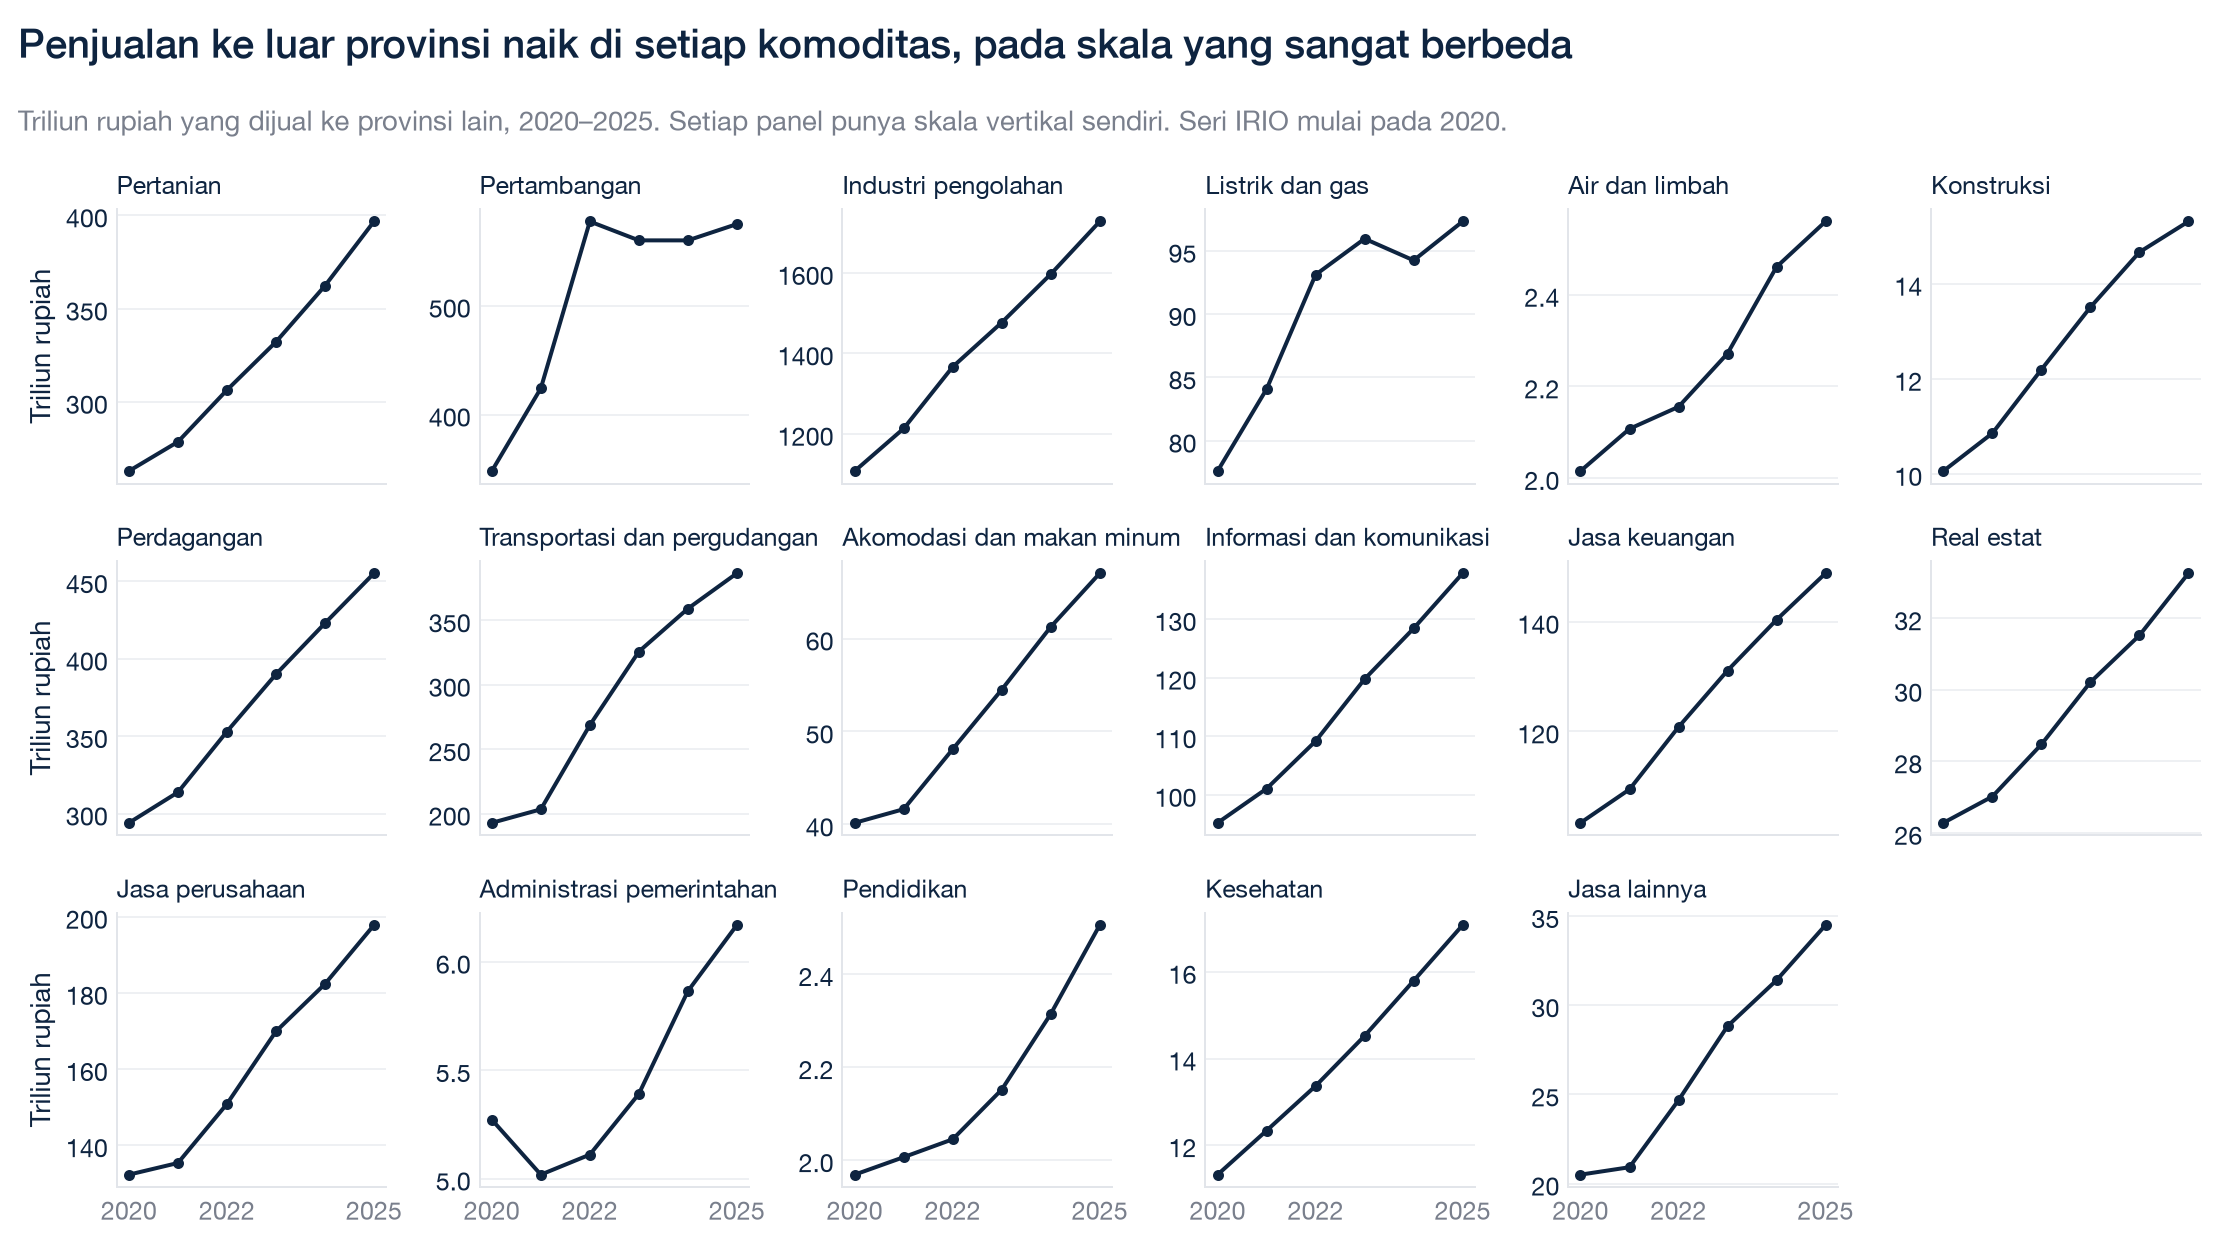 Penjualan ke luar provinsi naik di setiap komoditas, pada skala yang sangat berbeda
Triliun rupiah yang dijual ke provinsi lain, 2020–2025. Setiap panel punya skala vertikal sendiri. Seri IRIO mulai pada 2020.
Pertanian
400
350
300
Triliun rupiah
Pertambangan
500
400
Industri pengolahan
1600
1400
1200
Listrik dan gas
95
90
85
80
Air dan limbah
2.4
2.2
2.0
Konstruksi
14
12
10
Perdagangan
450
400
350
300
Triliun rupiah
Transportasi dan pergudangan
350
300
250
200
Akomodasi dan makan minum
60
50
40
Informasi dan komunikasi
130
120
110
100
Jasa keuangan
140
120
Real estat
32
30
28
26
Jasa perusahaan
200
180
160
140
Triliun rupiah
2020 2022 2025
Administrasi pemerintahan
6.0
5.5
5.0
2020 2022 2025
Pendidikan
2.4
2.2
2.0
2020 2022 2025
Kesehatan
16
14
12
2020 2022 2025
Jasa lainnya
35
30
25
20
2020 2022 2025